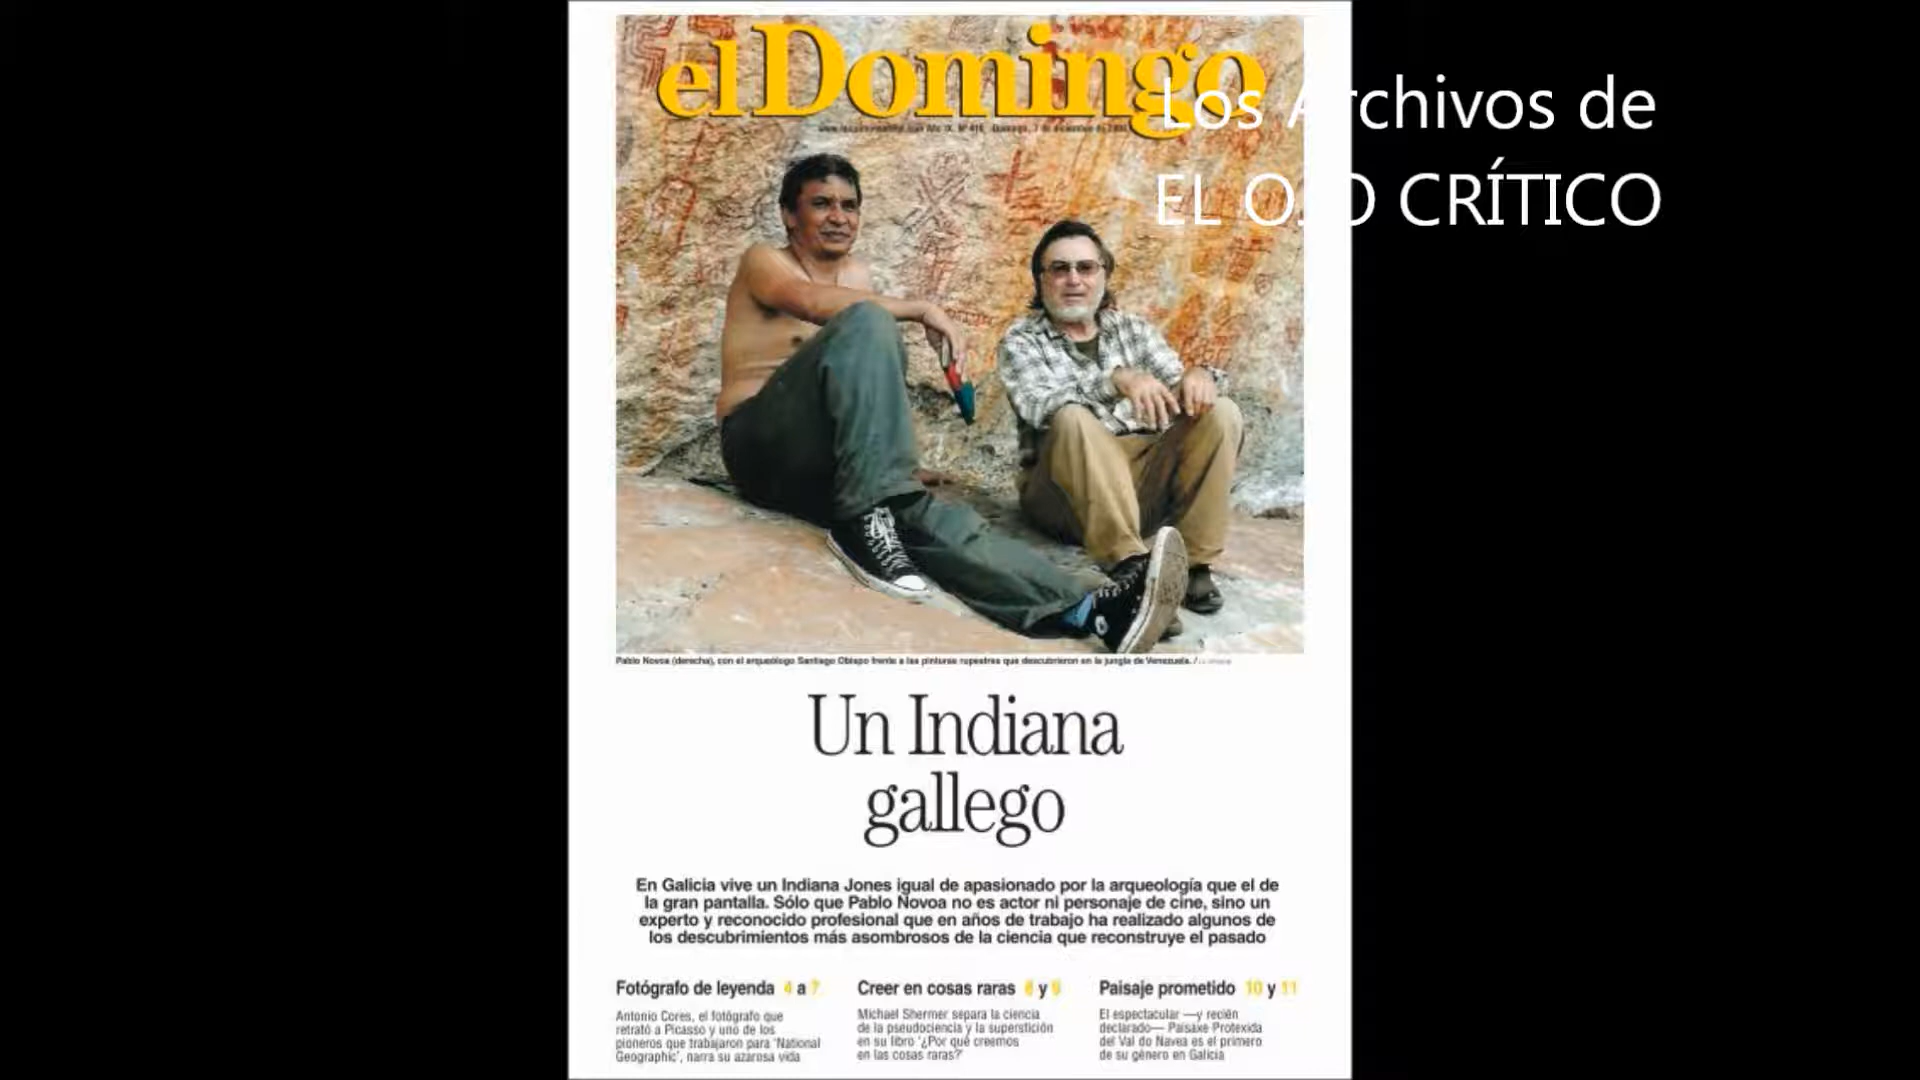 el Domingo
Los Archivos de
EL OJO CRÍTICO
Pablo Novoa (derecha), con el arqueólogo Santiago Obispo frente a las pinturas rupestres que descubrieron en la jungla de Venezuela. /
Un Indiana
gallego
En Galicia vive un Indiana Jones igual de apasionado por la arqueología que el de
la gran pantalla. Sólo que Pablo Novoa no es actor ni personaje de cine, sino un
experto y reconocido profesional que en años de trabajo ha realizado algunos de
los descubrimientos más asombrosos de la ciencia que reconstruye el pasado
Fotógrafo de leyenda 4 a 7
Antonio Cores, el fotógrafo que
retrató a Picasso y uno de los
pioneros que trabajaron para 'National
Geographic', narra su azarosa vida
Creer en cosas raras 8 y 9
Michael Shermer separa la ciencia
de la pseudociencia y la superstición
en su libro '¿Por qué creemos
en las cosas raras?'
Paisaje prometido 10 y 11
El espectacular —y recién
declarado— Paisaxe Protexida
del Val do Navea es el primero
de su género en Galicia